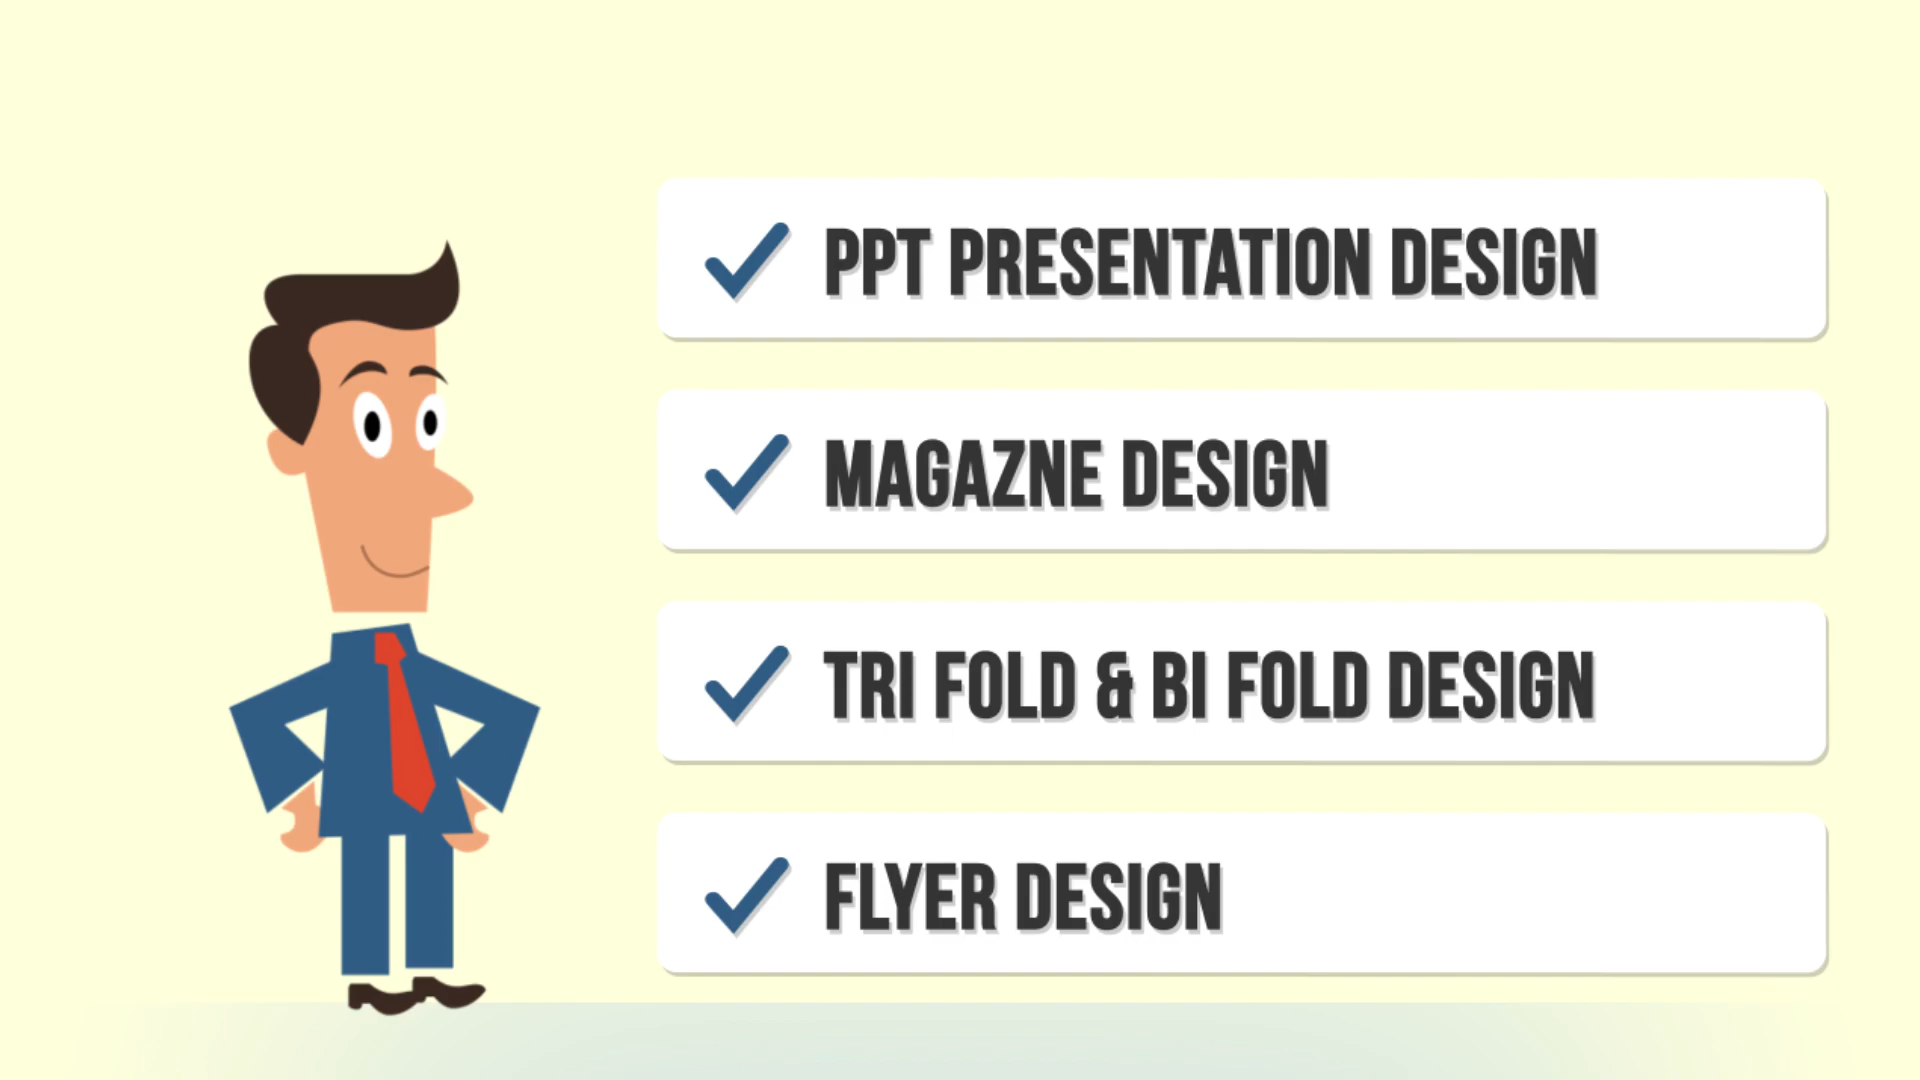 PPT PRESENTATION DESIGN
MAGAZNE DESIGN
TRI FOLD & BI FOLD DESIGN
FLYER DESIGN